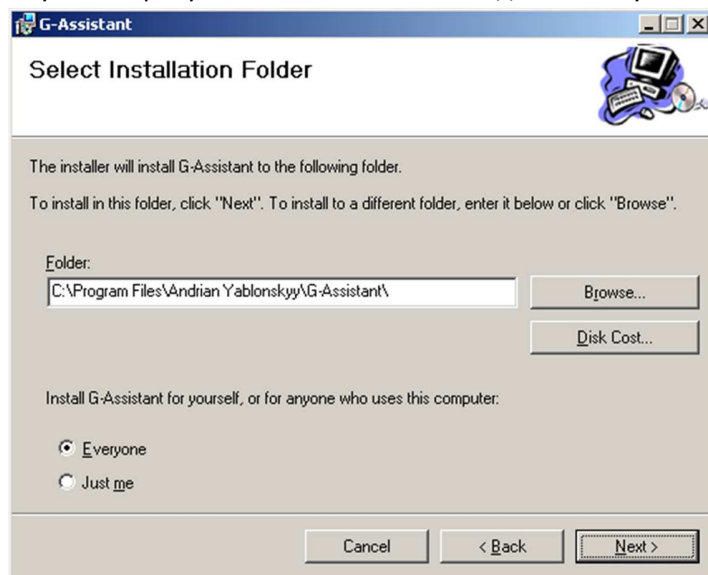 G-Assistant
Select Installation Folder
The installer will install G-Assistant to the following folder.
To install in this folder, click "Next". To install to a different folder, enter it below or click "Browse".
Folder:
C:\Program Files\Andrian Yablonskyy\G-Assistant\
Browse...
Disk Cost...
Install G-Assistant for yourself, or for anyone who uses this computer:
Everyone
Just me
Cancel
< Back
Next >